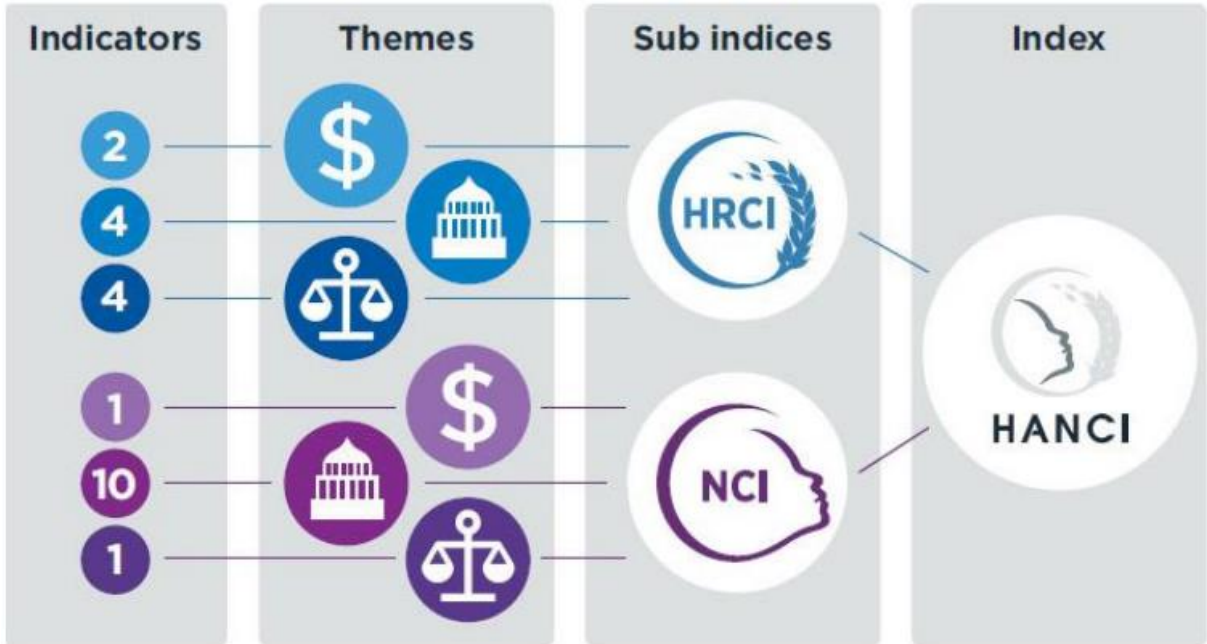 Indicators Themes Sub indices Index
2
$
4
HRCI
4
HANCI
1
$
10
NCI
1